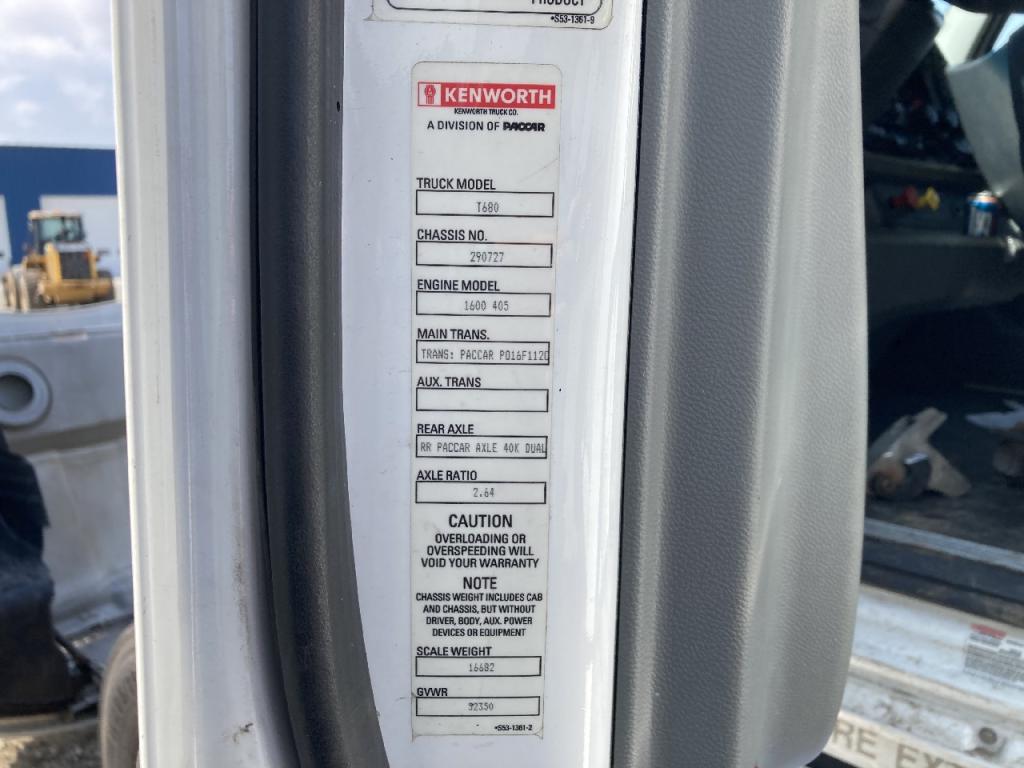 PRODUCT
•S53-1361-9
KENWORTH
KENWORTH TRUCK CO.
A DIVISION OF PACCAR
TRUCK MODEL
T680
CHASSIS NO.
290727
ENGINE MODEL
1600 405
MAIN TRANS.
TRANS: PACCAR PO16F112C
AUX. TRANS
REAR AXLE
RR PACCAR AXLE 40K DUAL
AXLE RATIO
2.64
CAUTION
OVERLOADING OR
OVERSPEEDING WILL
VOID YOUR WARRANTY
NOTE
CHASSIS WEIGHT INCLUDES CAB
AND CHASSIS, BUT WITHOUT
DRIVER, BODY, AUX. POWER
DEVICES OR EQUIPMENT
SCALE WEIGHT
16682
GVWR
52350
•S53-1361-2
RE EXT